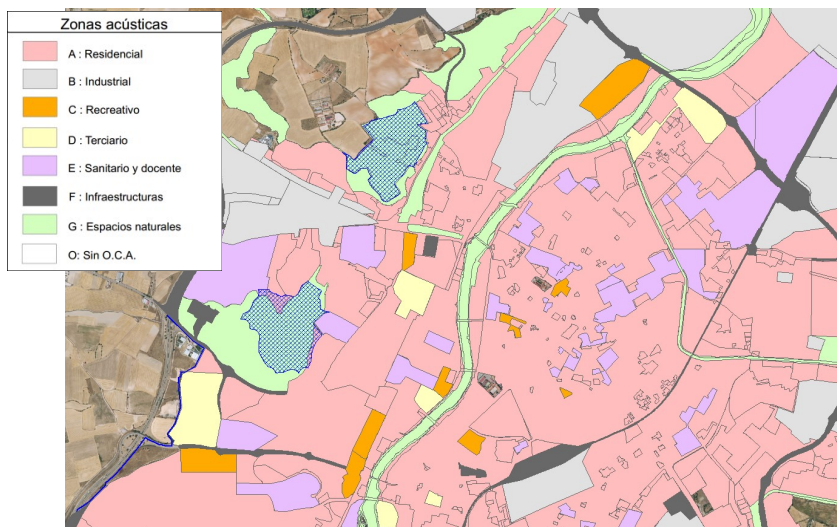 Zonas acústicas
A : Residencial
B : Industrial
C : Recreativo
D : Terciario
E : Sanitario y docente
F : Infraestructuras
G : Espacios naturales
O: Sin O.C.A.